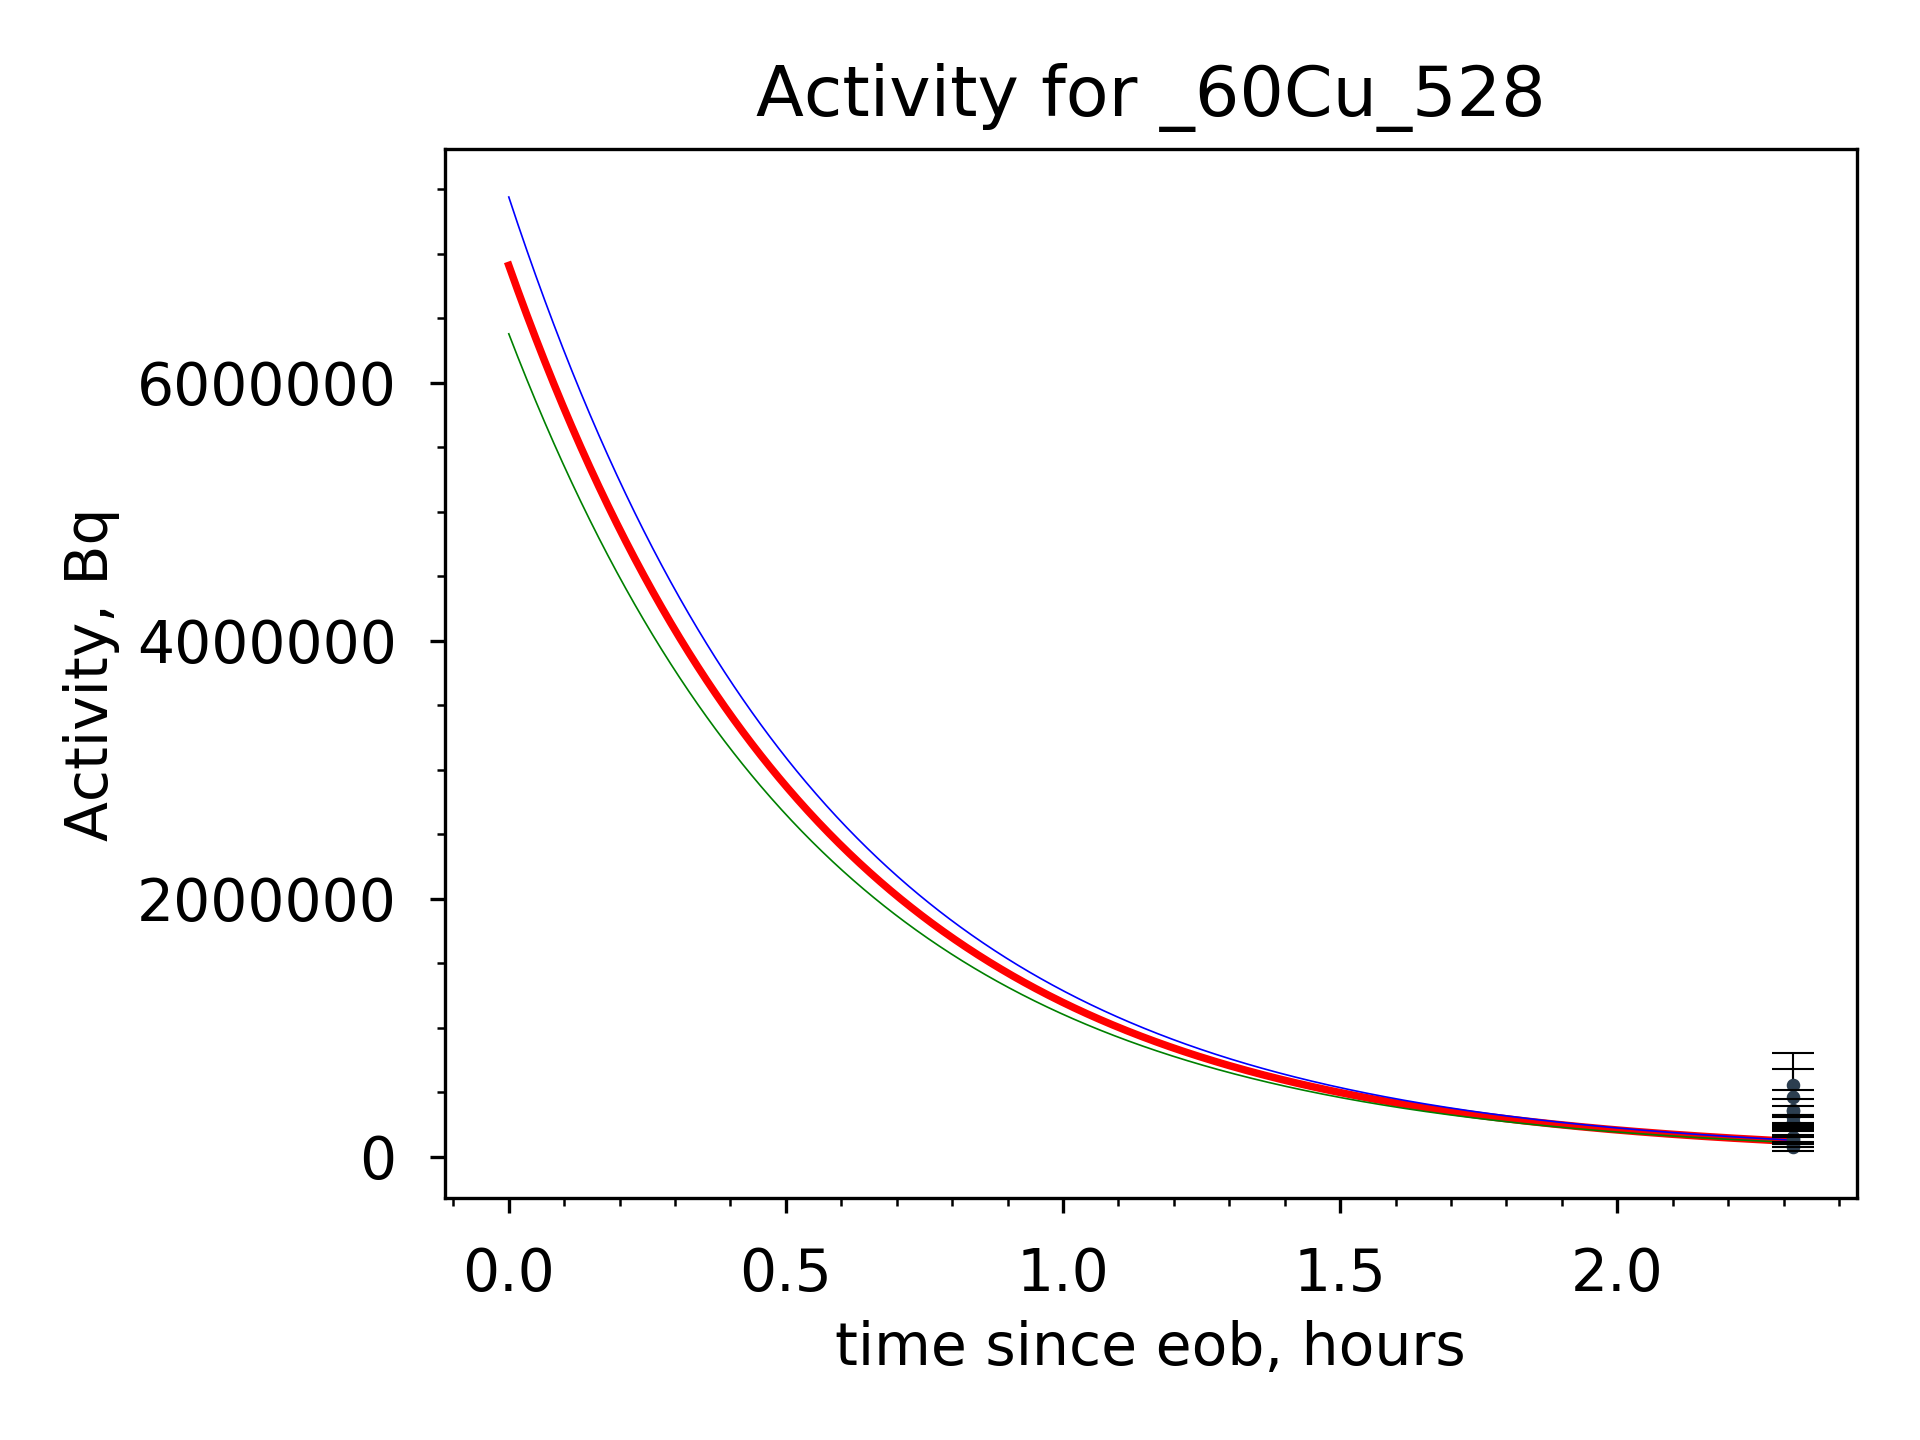 Activity for _60Cu_528
Activity, Bq
6000000
4000000
2000000
0
0.0 0.5 1.0 1.5 2.0
time since eob, hours